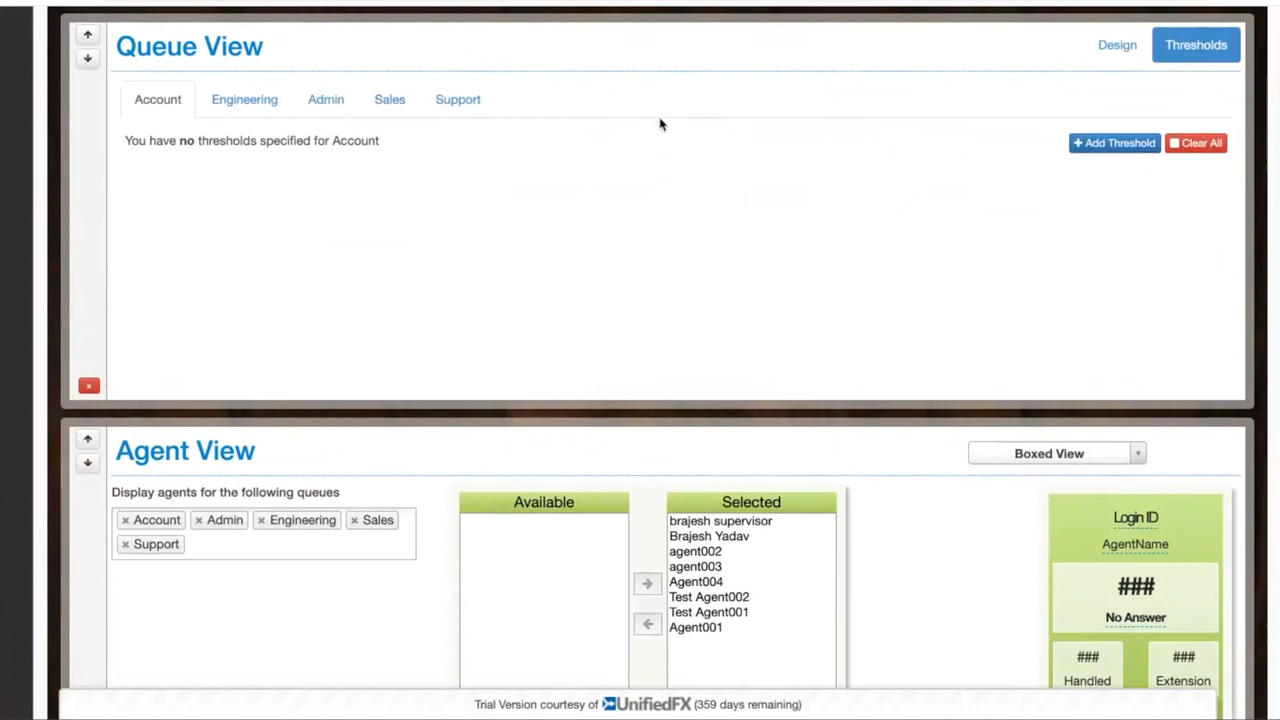 Queue View
Design
Thresholds
Account
Engineering
Admin
Sales
Support
You have no thresholds specified for Account
+ Add Threshold
Clear All
Agent View
Boxed View
Display agents for the following queues
× Account
× Admin
× Engineering
× Sales
× Support
Available
Selected
brajesh supervisor
Brajesh Yadav
agent002
agent003
Agent004
Test Agent002
Test Agent001
Agent001
Login ID
AgentName
###
No Answer
###
Handled
###
Extension
Trial Version courtesy of UnifiedFX (359 days remaining)